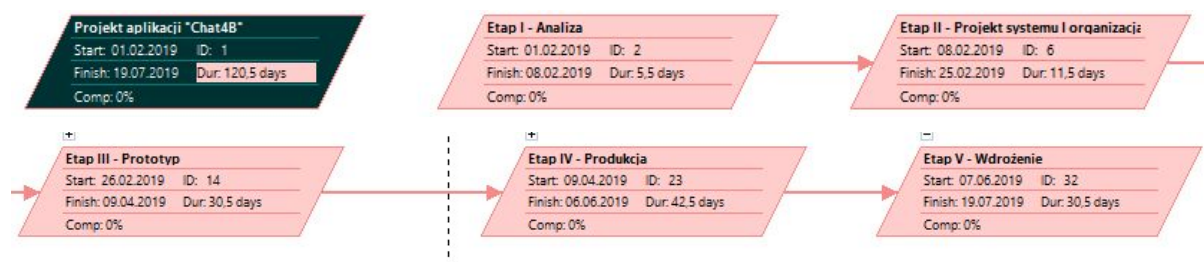 Projekt aplikacji "Chat4B"
Start: 01.02.2019 ID: 1
Finish: 19.07.2019 Dur: 120,5 days
Comp: 0%
Etap I - Analiza
Start: 01.02.2019 ID: 2
Finish: 08.02.2019 Dur: 5,5 days
Comp: 0%
Etap II - Projekt systemu I organizacja
Start: 08.02.2019 ID: 6
Finish: 25.02.2019 Dur: 11,5 days
Comp: 0%
Etap III - Prototyp
Start: 26.02.2019 ID: 14
Finish: 09.04.2019 Dur: 30,5 days
Comp: 0%
Etap IV - Produkcja
Start: 09.04.2019 ID: 23
Finish: 06.06.2019 Dur: 42,5 days
Comp: 0%
Etap V - Wdrożenie
Start: 07.06.2019 ID: 32
Finish: 19.07.2019 Dur: 30,5 days
Comp: 0%